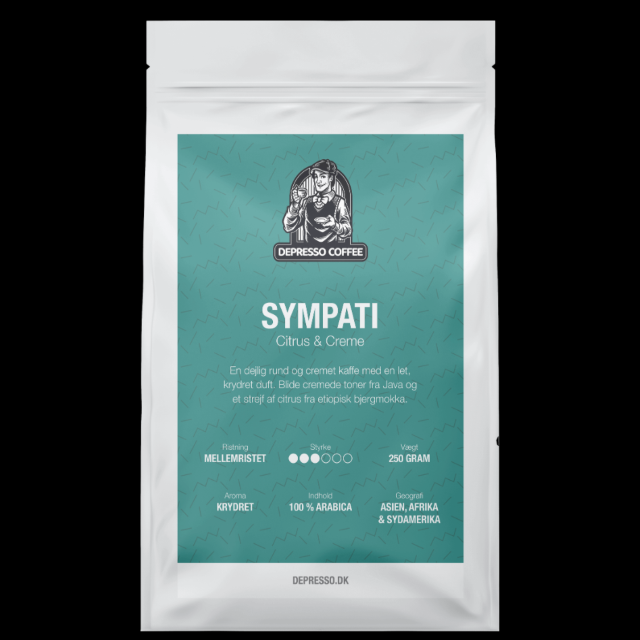 DEPRESSO COFFEE
SYMPATI
Citrus & Creme
En dejlig rund og cremet kaffe med en let,
krydret duft. Blide cremede toner fra Java og
et strejf af citrus fra etiopisk bjergmokka.
Ristning
MELLEMRISTET
Styrke
Vægt
250 GRAM
Aroma
KRYDRET
Indhold
100 % ARABICA
Geografi
ASIEN, AFRIKA
& SYDAMERIKA
DEPRESSO.DK